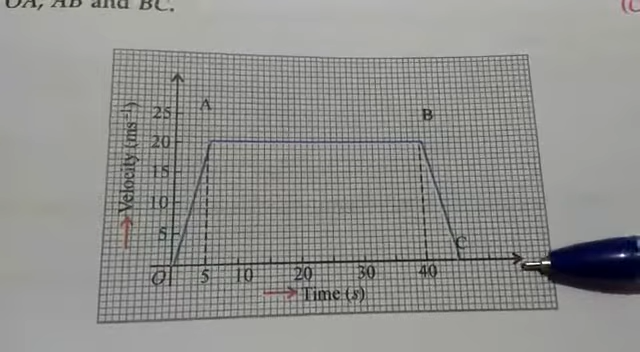 OA, AB and BC.
A
B
25
20
15
10
5
Velocity (ms⁻¹)
C
O
5 10 20 30 40
Time (s)